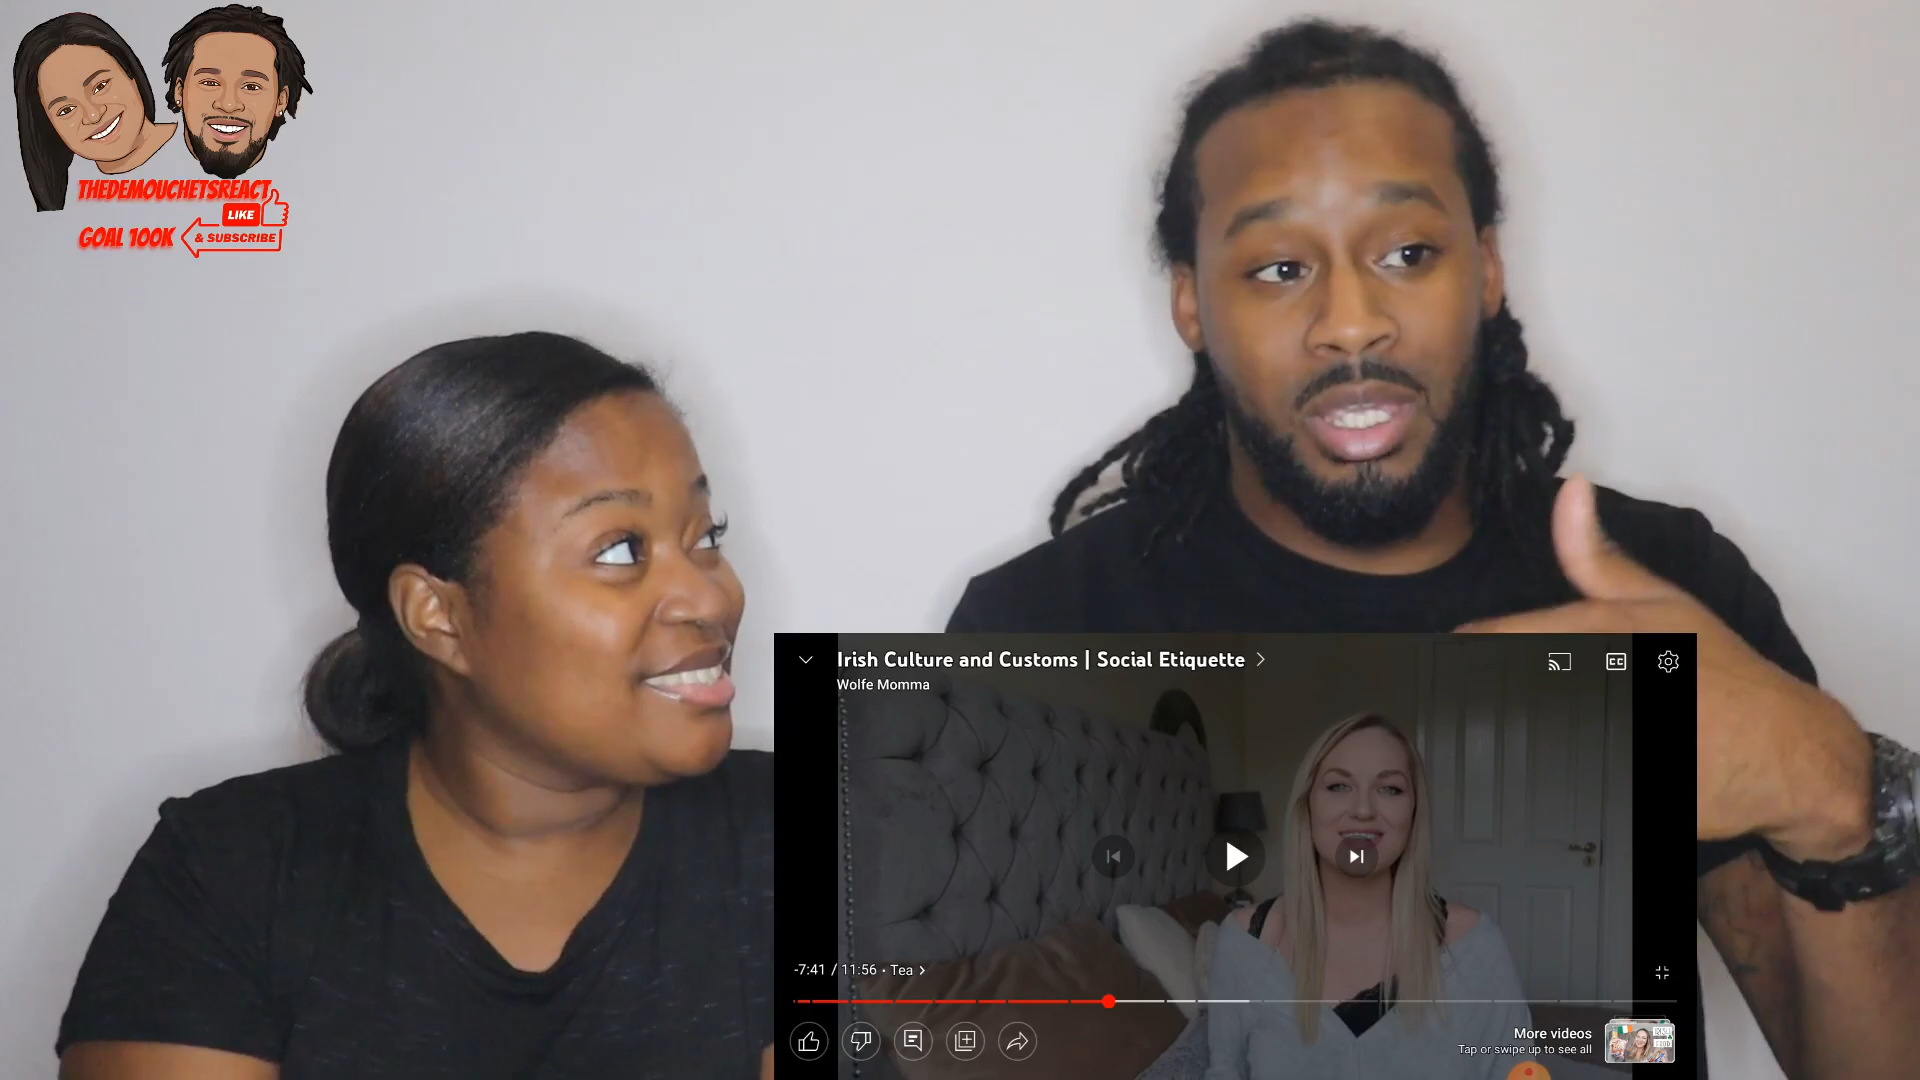 THEDEMOUCHETSREACT
LIKE
GOAL 100K
& SUBSCRIBE
Irish Culture and Customs | Social Etiquette
Wolfe Momma
CC
-7:41 / 11:56 • Tea
More videos
Tap or swipe up to see all